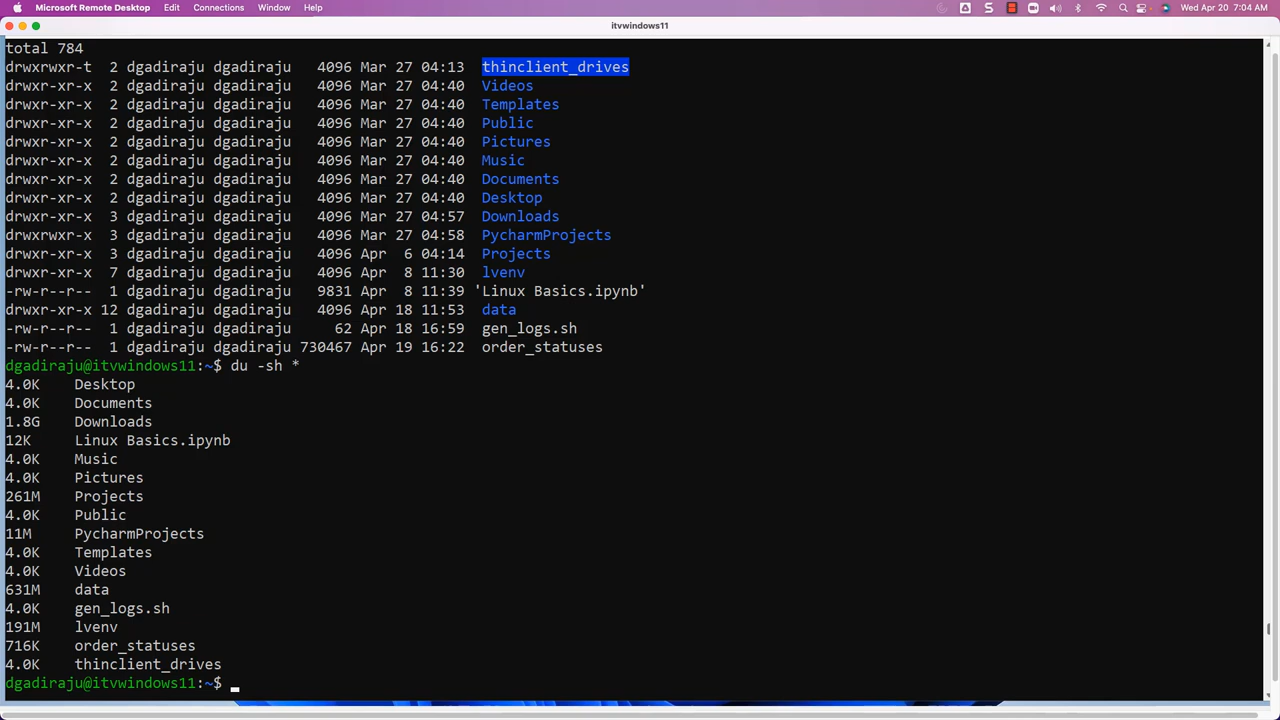 Microsoft Remote Desktop Edit Connections Window Help Wed Apr 20 7:04 AM
itvwindows11
total 784
drwxrwxr-t 2 dgadiraju dgadiraju 4096 Mar 27 04:13 thinclient_drives
drwxr-xr-x 2 dgadiraju dgadiraju 4096 Mar 27 04:40 Videos
drwxr-xr-x 2 dgadiraju dgadiraju 4096 Mar 27 04:40 Templates
drwxr-xr-x 2 dgadiraju dgadiraju 4096 Mar 27 04:40 Public
drwxr-xr-x 2 dgadiraju dgadiraju 4096 Mar 27 04:40 Pictures
drwxr-xr-x 2 dgadiraju dgadiraju 4096 Mar 27 04:40 Music
drwxr-xr-x 2 dgadiraju dgadiraju 4096 Mar 27 04:40 Documents
drwxr-xr-x 2 dgadiraju dgadiraju 4096 Mar 27 04:40 Desktop
drwxr-xr-x 3 dgadiraju dgadiraju 4096 Mar 27 04:57 Downloads
drwxrwxr-x 3 dgadiraju dgadiraju 4096 Mar 27 04:58 PycharmProjects
drwxr-xr-x 3 dgadiraju dgadiraju 4096 Apr 6 04:14 Projects
drwxr-xr-x 7 dgadiraju dgadiraju 4096 Apr 8 11:30 lvenv
-rw-r--r-- 1 dgadiraju dgadiraju 9831 Apr 8 11:39 'Linux Basics.ipynb'
drwxr-xr-x 12 dgadiraju dgadiraju 4096 Apr 18 11:53 data
-rw-r--r-- 1 dgadiraju dgadiraju 62 Apr 18 16:59 gen_logs.sh
-rw-r--r-- 1 dgadiraju dgadiraju 730467 Apr 19 16:22 order_statuses
dgadiraju@itvwindows11:~$ du -sh *
4.0K Desktop
4.0K Documents
1.8G Downloads
12K Linux Basics.ipynb
4.0K Music
4.0K Pictures
261M Projects
4.0K Public
11M PycharmProjects
4.0K Templates
4.0K Videos
631M data
4.0K gen_logs.sh
191M lvenv
716K order_statuses
4.0K thinclient_drives
dgadiraju@itvwindows11:~$